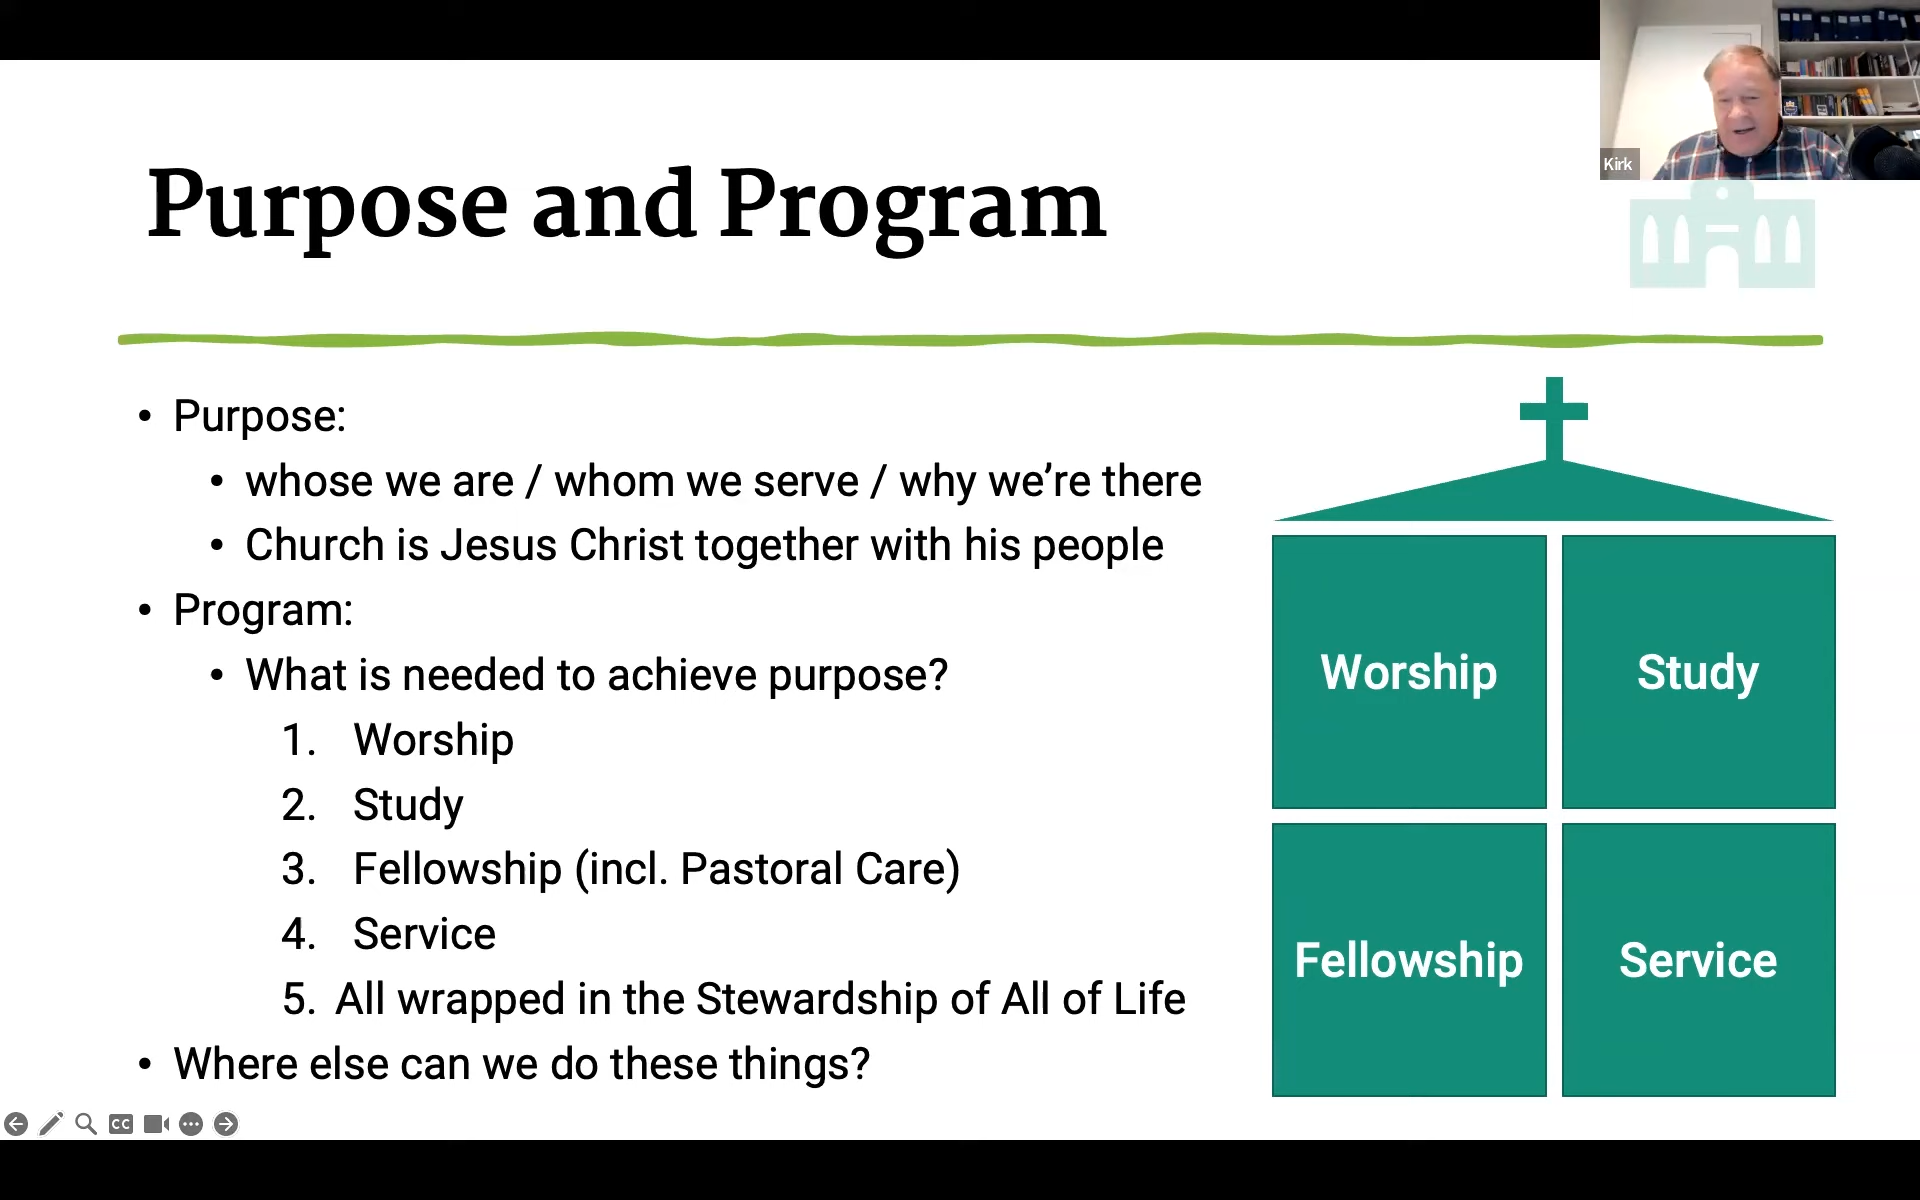 Kirk
Purpose and Program
• Purpose:
• whose we are / whom we serve / why we’re there
• Church is Jesus Christ together with his people
• Program:
• What is needed to achieve purpose?
1. Worship
2. Study
3. Fellowship (incl. Pastoral Care)
4. Service
5. All wrapped in the Stewardship of All of Life
• Where else can we do these things?
Worship
Study
Fellowship
Service
CC